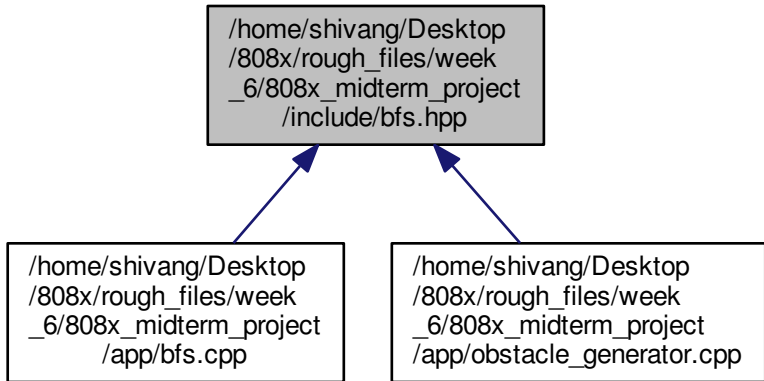 /home/shivang/Desktop
/808x/rough_files/week
_6/808x_midterm_project
/include/bfs.hpp
/home/shivang/Desktop
/808x/rough_files/week
_6/808x_midterm_project
/app/bfs.cpp
/home/shivang/Desktop
/808x/rough_files/week
_6/808x_midterm_project
/app/obstacle_generator.cpp